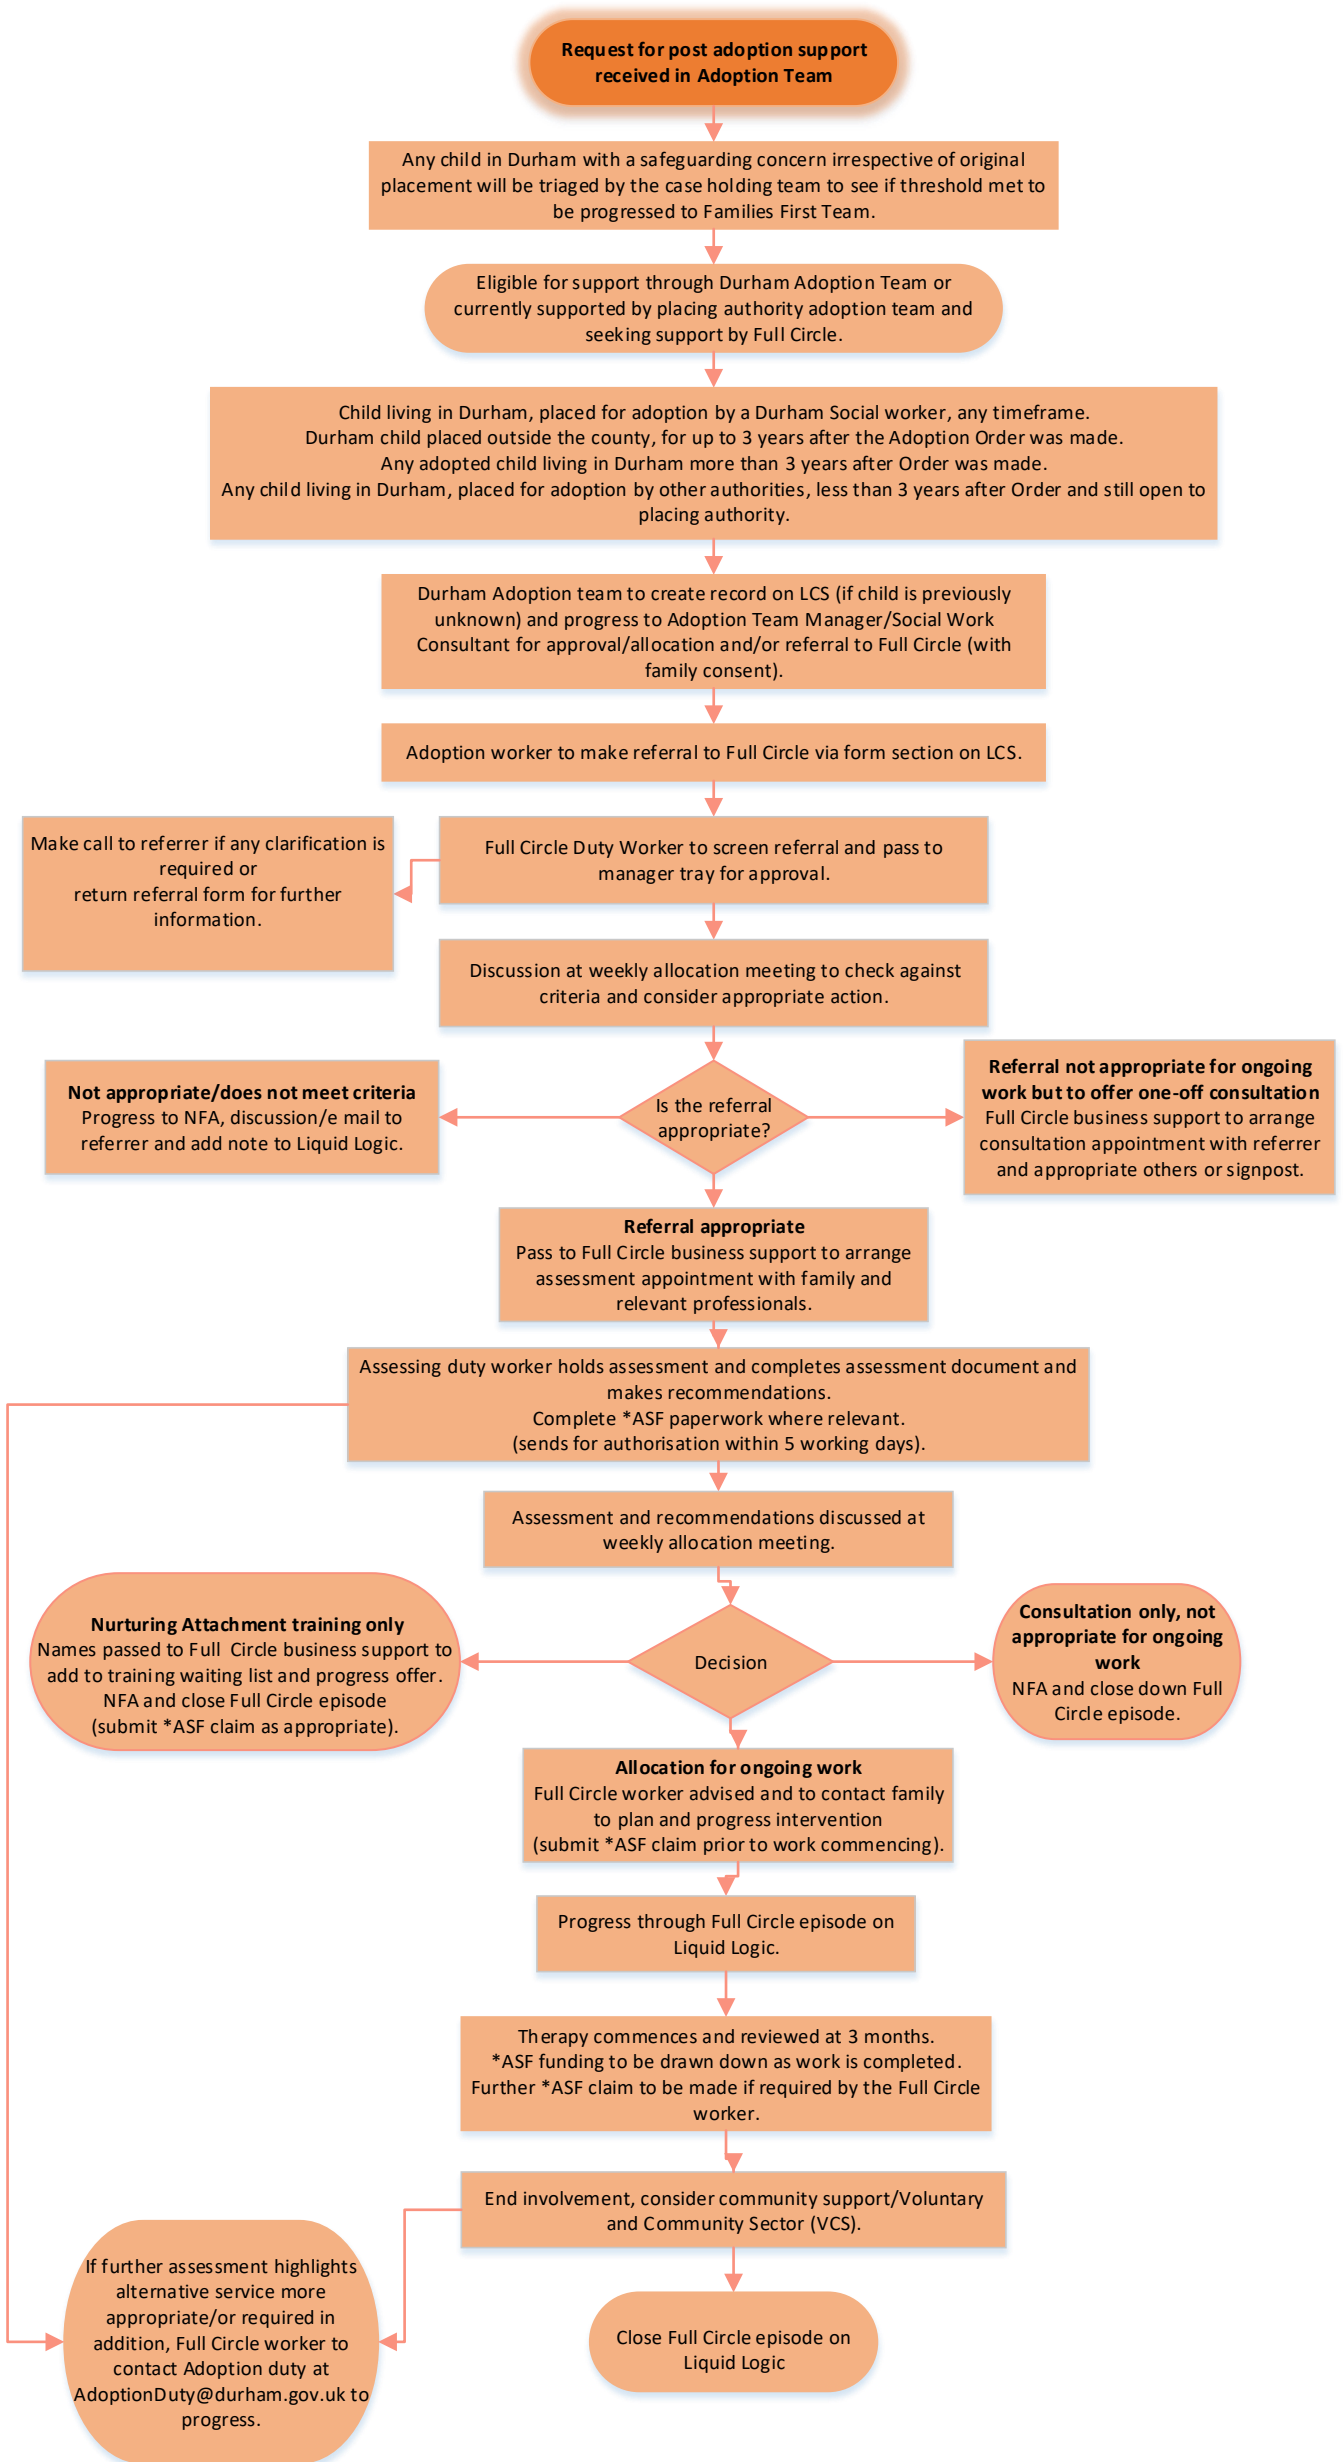 Request for post adoption support
received in Adoption Team
Any child in Durham with a safeguarding concern irrespective of original
placement will be triaged by the case holding team to see if threshold met to
be progressed to Families First Team.
Eligible for support through Durham Adoption Team or
currently supported by placing authority adoption team and
seeking support by Full Circle.
Child living in Durham, placed for adoption by a Durham Social worker, any timeframe.
Durham child placed outside the county, for up to 3 years after the Adoption Order was made.
Any adopted child living in Durham more than 3 years after Order was made.
Any child living in Durham, placed for adoption by other authorities, less than 3 years after Order and still open to
placing authority.
Durham Adoption team to create record on LCS (if child is previously
unknown) and progress to Adoption Team Manager/Social Work
Consultant for approval/allocation and/or referral to Full Circle (with
family consent).
Adoption worker to make referral to Full Circle via form section on LCS.
Make call to referrer if any clarification is
required or
return referral form for further
information.
Full Circle Duty Worker to screen referral and pass to
manager tray for approval.
Discussion at weekly allocation meeting to check against
criteria and consider appropriate action.
Not appropriate/does not meet criteria
Progress to NFA, discussion/e mail to
referrer and add note to Liquid Logic.
Is the referral
appropriate?
Referral not appropriate for ongoing
work but to offer one-off consultation
Full Circle business support to arrange
consultation appointment with referrer
and appropriate others or signpost.
Referral appropriate
Pass to Full Circle business support to arrange
assessment appointment with family and
relevant professionals.
Assessing duty worker holds assessment and completes assessment document and
makes recommendations.
Complete *ASF paperwork where relevant.
(sends for authorisation within 5 working days).
Assessment and recommendations discussed at
weekly allocation meeting.
Nurturing Attachment training only
Names passed to Full Circle business support to
add to training waiting list and progress offer.
NFA and close Full Circle episode
(submit *ASF claim as appropriate).
Decision
Consultation only, not
appropriate for ongoing
work
NFA and close down Full
Circle episode.
Allocation for ongoing work
Full Circle worker advised and to contact family
to plan and progress intervention
(submit *ASF claim prior to work commencing).
Progress through Full Circle episode on
Liquid Logic.
Therapy commences and reviewed at 3 months.
*ASF funding to be drawn down as work is completed.
Further *ASF claim to be made if required by the Full Circle
worker.
End involvement, consider community support/Voluntary
and Community Sector (VCS).
If further assessment highlights
alternative service more
appropriate/or required in
addition, Full Circle worker to
contact Adoption duty at
AdoptionDuty@durham.gov.uk to
progress.
Close Full Circle episode on
Liquid Logic